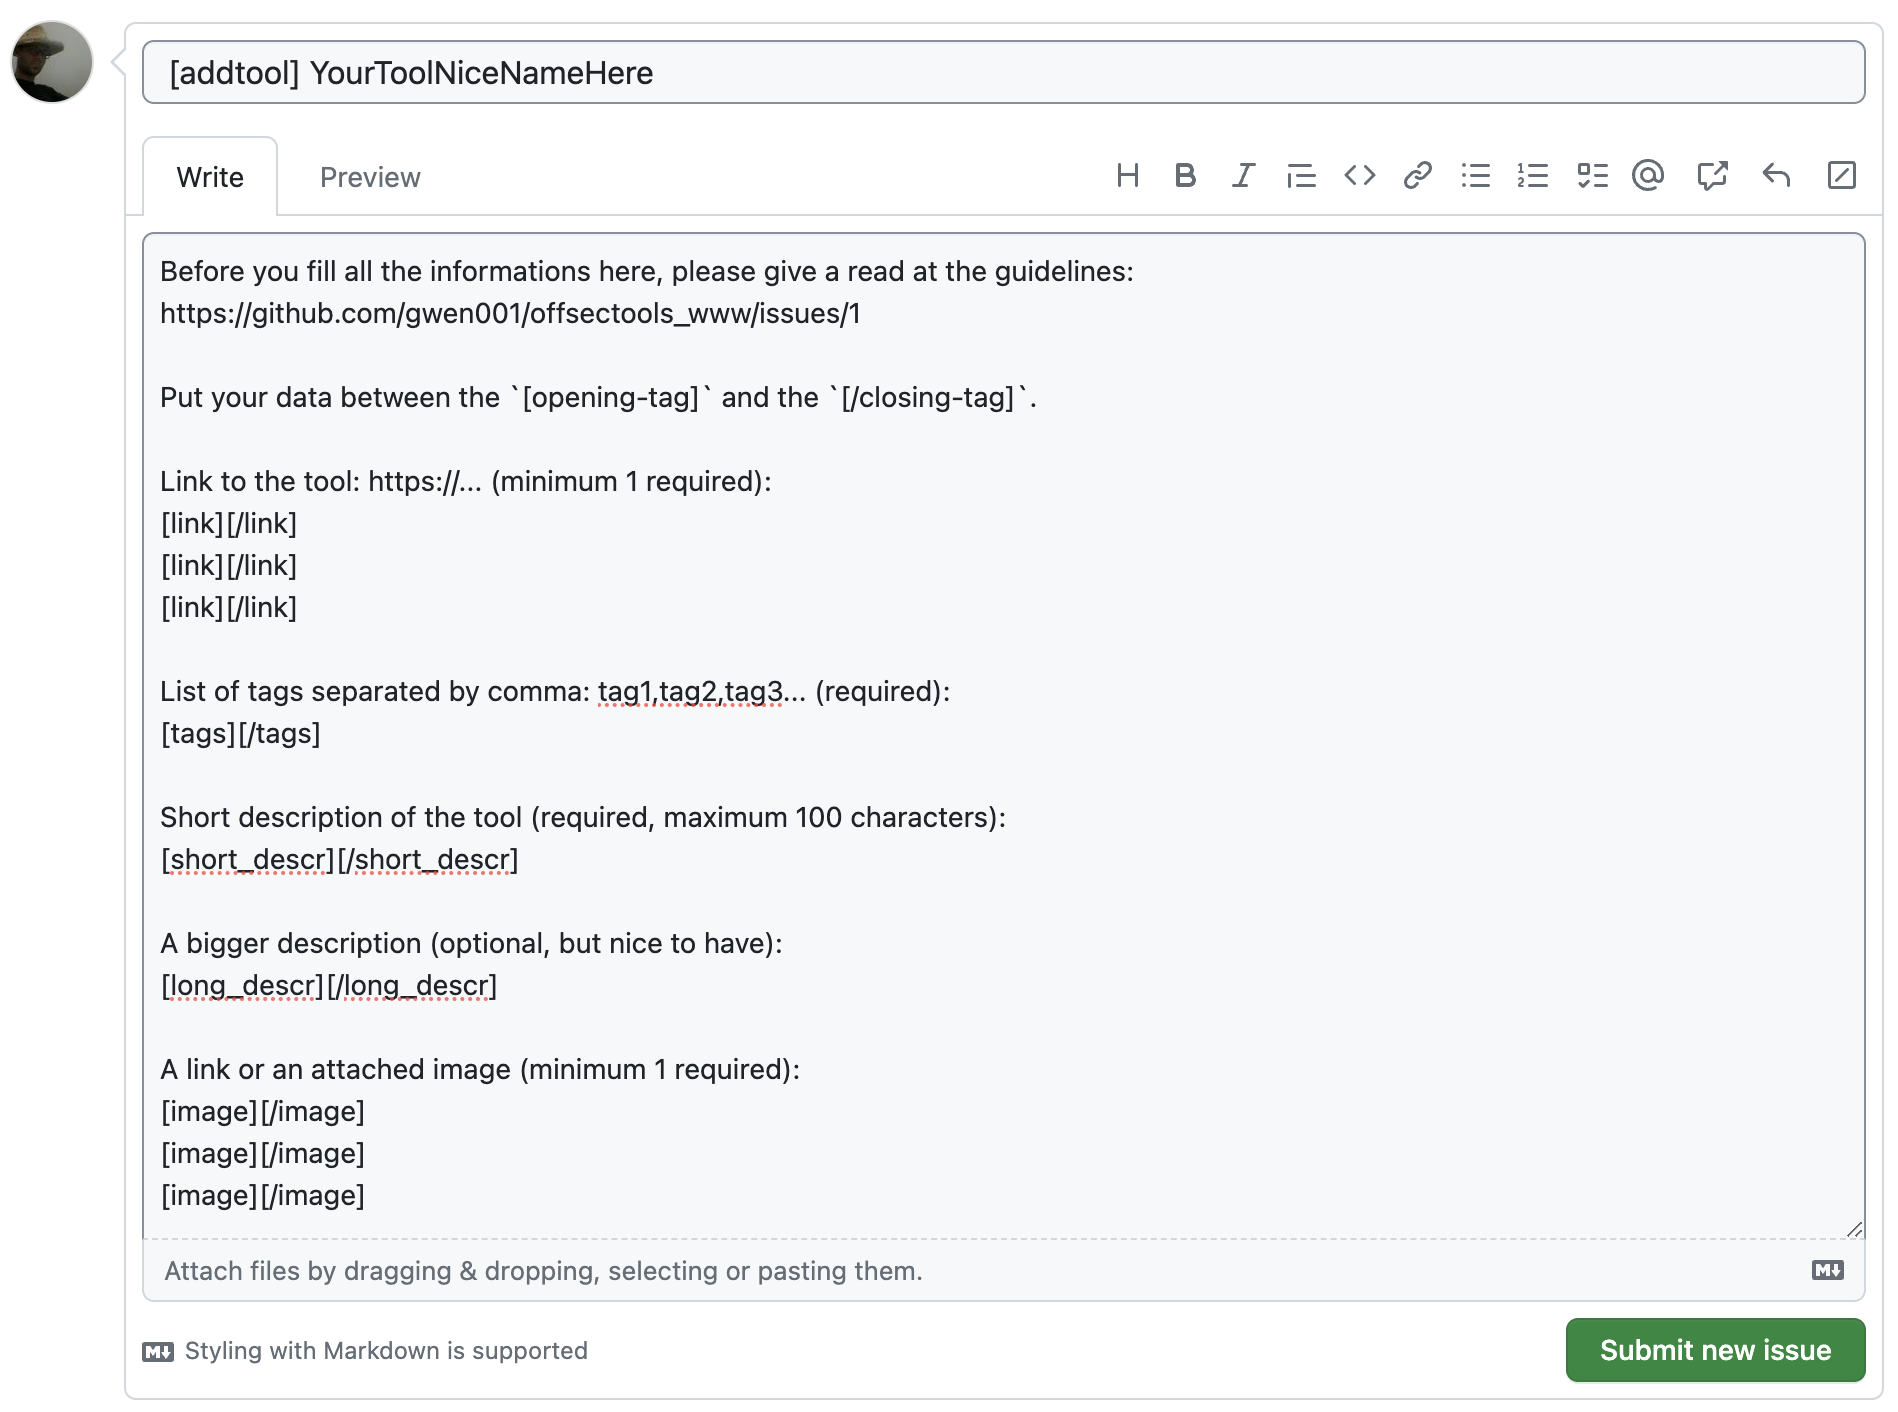 [addtool] YourToolNiceNameHere
Write
Preview
Before you fill all the informations here, please give a read at the guidelines:
https://github.com/gwen001/offsectools_www/issues/1
Put your data between the `[opening-tag]` and the `[/closing-tag]`.
Link to the tool: https://... (minimum 1 required):
[link][/link]
[link][/link]
[link][/link]
List of tags separated by comma: tag1,tag2,tag3... (required):
[tags][/tags]
Short description of the tool (required, maximum 100 characters):
[short_descr][/short_descr]
A bigger description (optional, but nice to have):
[long_descr][/long_descr]
A link or an attached image (minimum 1 required):
[image][/image]
[image][/image]
[image][/image]
Attach files by dragging & dropping, selecting or pasting them.
Styling with Markdown is supported
Submit new issue